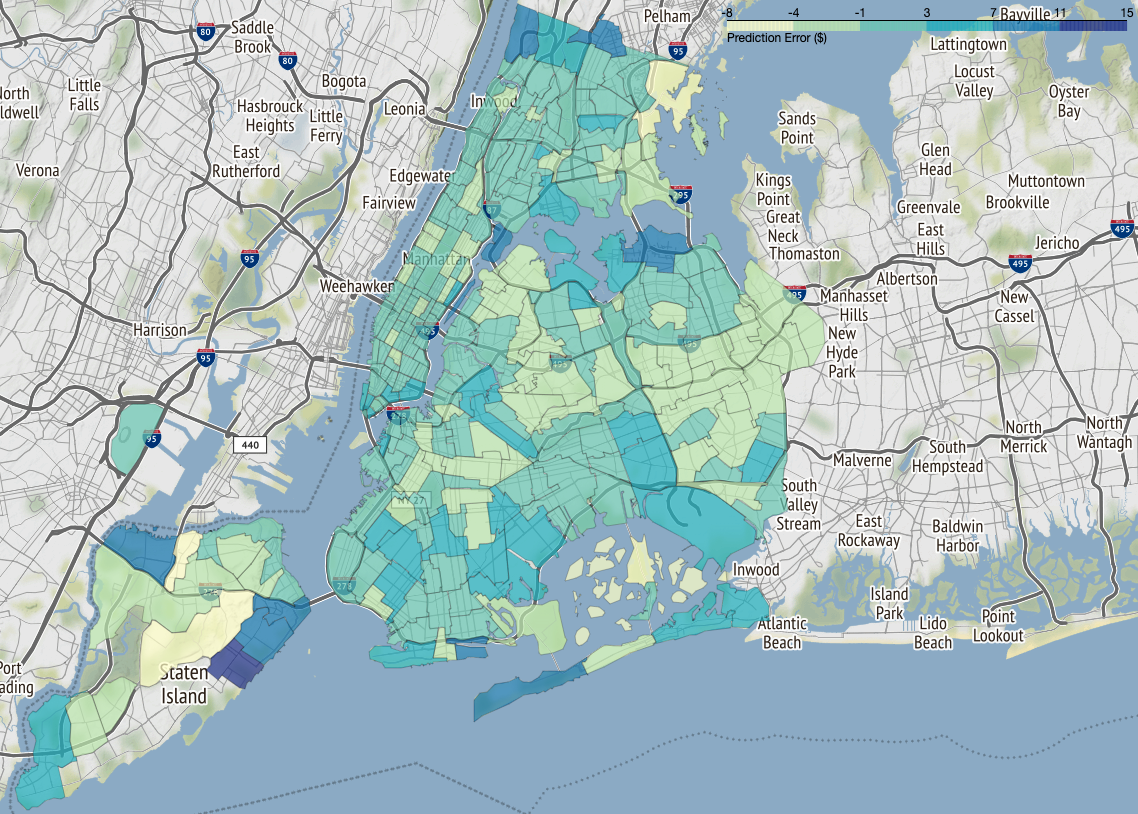 -8
-4
-1
3
7
11
15
Prediction Error ($)
Saddle
Brook
80
80
Pelham
95
Bayville
Lattingtown
Locust
Valley
Oyster
Bay
Little
Falls
North
ldwell
Bogota
Hasbrouck
Heights
Little
Ferry
Leonia
Inwood
Sands
Point
Glen
Head
Verona
East
Rutherford
Edgewater
Fairview
Kings
Point
Great
Neck
Thomaston
Muttontown
Brookville
Greenvale
East
Hills
Jericho
495
495
Albertson
95
Manhattan
Weehawken
495
Manhasset
Hills
New
Hyde
Park
New
Cassel
Harrison
95
495
95
440
Malverne
South
Hempstead
North
Merrick
North
Wantagh
NY 27
South
Valley
Stream
East
Rockaway
Baldwin
Harbor
Inwood
278
Island
Park
Lido
Beach
Point
Lookout
Atlantic
Beach
Staten
Island
Port
ading